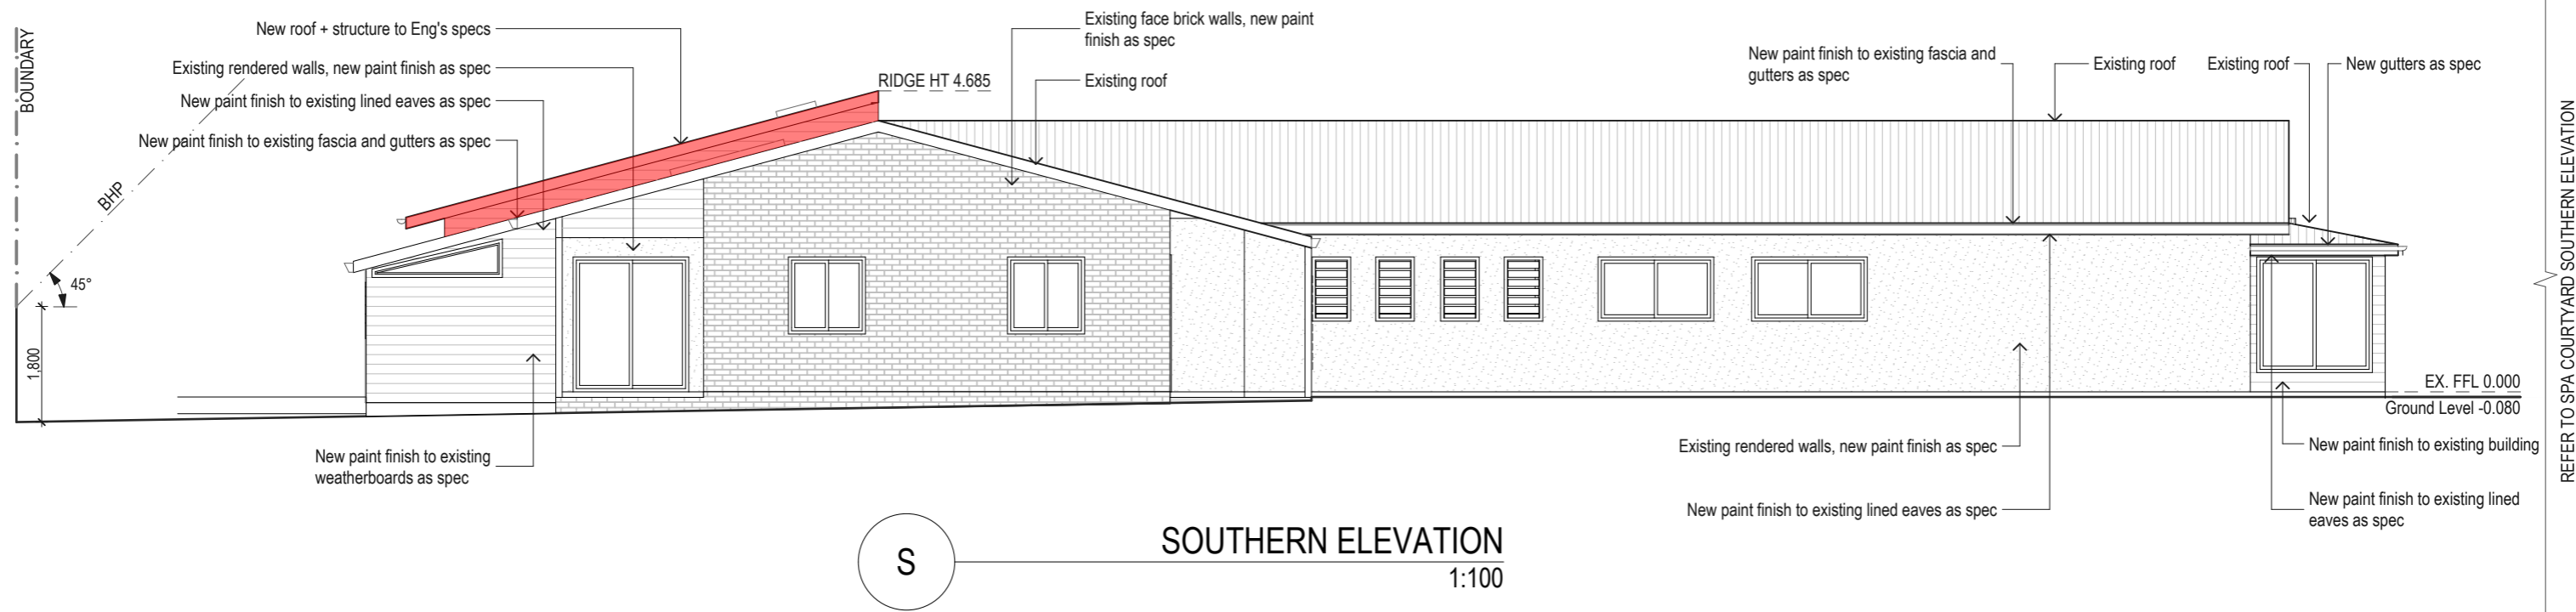 BOUNDARY
New roof + structure to Eng's specs
Existing rendered walls, new paint finish as spec
New paint finish to existing lined eaves as spec
New paint finish to existing fascia and gutters as spec
BHP
45°
1,800
RIDGE HT 4.685
Existing face brick walls, new paint
finish as spec
Existing roof
New paint finish to existing fascia and
gutters as spec
Existing roof
Existing roof
New gutters as spec
REFER TO SPA COURTYARD SOUTHERN ELEVATION
EX. FFL 0.000
Ground Level -0.080
New paint finish to existing
weatherboards as spec
Existing rendered walls, new paint finish as spec
New paint finish to existing building
New paint finish to existing lined eaves as spec
New paint finish to existing lined
eaves as spec
S
SOUTHERN ELEVATION
1:100